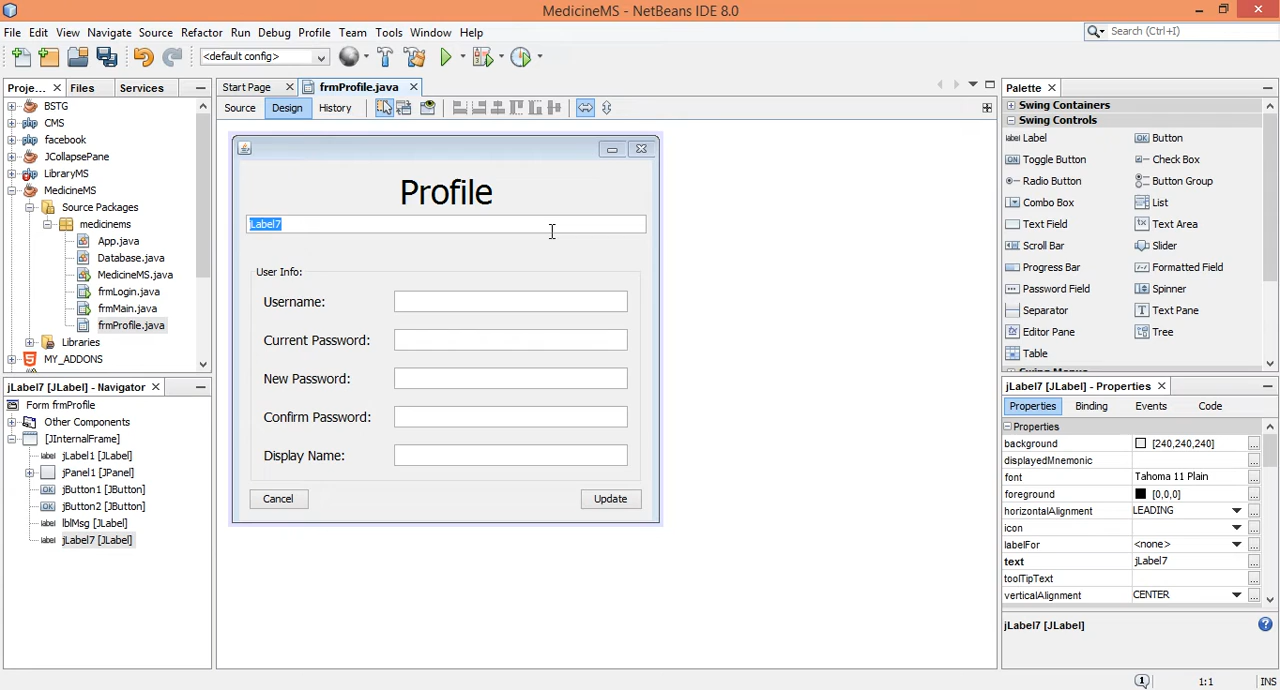 MedicineMS - NetBeans IDE 8.0
File Edit View Navigate Source Refactor Run Debug Profile Team Tools Window Help
Search (Ctrl+I)
<default config>
Proje... Files Services
BSTG
CMS
facebook
JCollapsePane
LibraryMS
MedicineMS
Source Packages
medicinems
App.java
Database.java
MedicineMS.java
frmLogin.java
frmMain.java
frmProfile.java
Libraries
MY_ADDONS
jLabel7 [JLabel] - Navigator
Form frmProfile
Other Components
[JInternalFrame]
jLabel1 [JLabel]
jPanel1 [JPanel]
jButton1 [JButton]
jButton2 [JButton]
lblMsg [JLabel]
jLabel7 [JLabel]
Start Page frmProfile.java
Source Design History
Profile
jLabel7
User Info:
Username:
Current Password:
New Password:
Confirm Password:
Display Name:
Cancel Update
Palette
Swing Containers
Swing Controls
label Label OK Button
ON Toggle Button Check Box
Radio Button Button Group
Combo Box List
Text Field Text Area
Scroll Bar Slider
Progress Bar Formatted Field
Password Field Spinner
Separator Text Pane
Editor Pane Tree
Table
Swing Menus
jLabel7 [JLabel] - Properties
Properties Binding Events Code
Properties
background [240,240,240] ...
displayedMnemonic ...
font Tahoma 11 Plain ...
foreground [0,0,0] ...
horizontalAlignment LEADING ...
icon ...
labelFor <none> ...
text jLabel7 ...
toolTipText ...
verticalAlignment CENTER ...
jLabel7 [JLabel]
1:1 INS